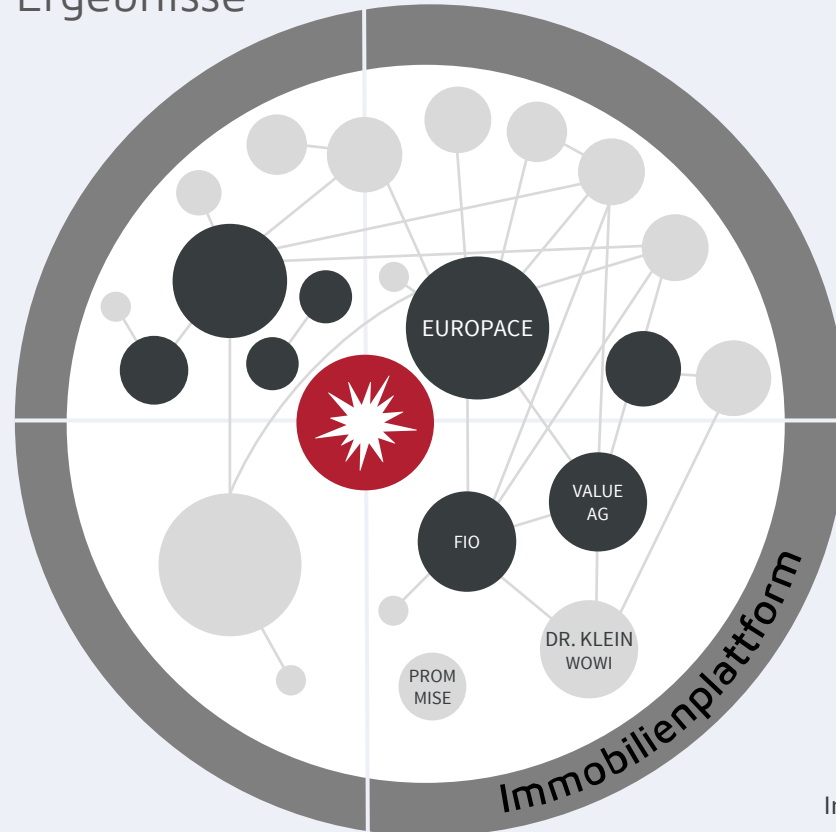 Ergebnisse
EUROPACE
VALUE
AG
FIO
DR. KLEIN
WOWI
PROM
MISE
Immobilienplattform